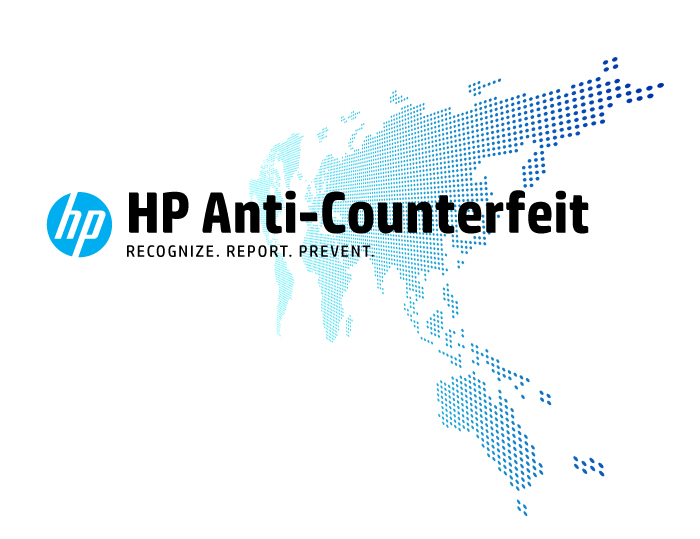 hp
HP Anti-Counterfeit
RECOGNIZE. REPORT. PREVENT.